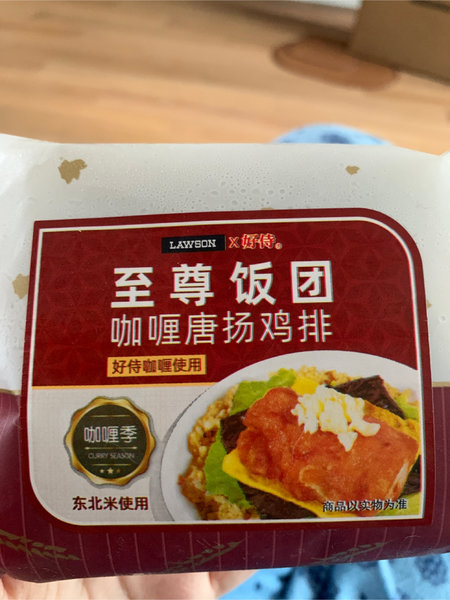 LAWSON X 好侍。
至尊饭团
咖喱唐扬鸡排
好侍咖喱使用
咖喱季
CURRY SEASON
东北米使用
商品以实物为准